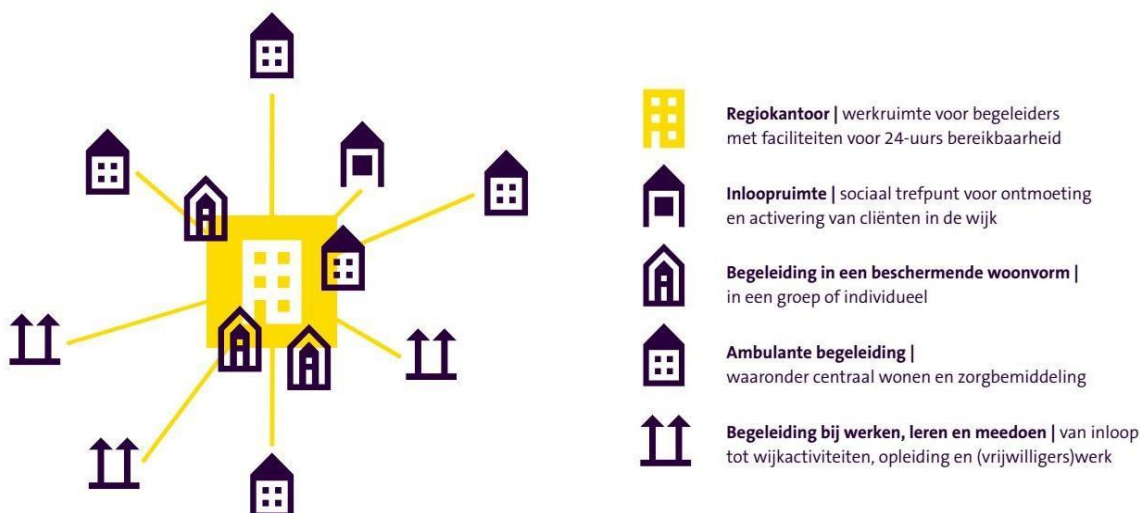 Regiokantoor | werkruimte voor begeleiders
met faciliteiten voor 24-uurs bereikbaarheid
Inloopruimte | sociaal trefpunt voor ontmoeting
en activering van cliënten in de wijk
Begeleiding in een beschermende woonvorm |
in een groep of individueel
Ambulante begeleiding |
waaronder centraal wonen en zorgbemiddeling
Begeleiding bij werken, leren en meedoen | van inloop
tot wijkactiviteiten, opleiding en (vrijwilligers)werk